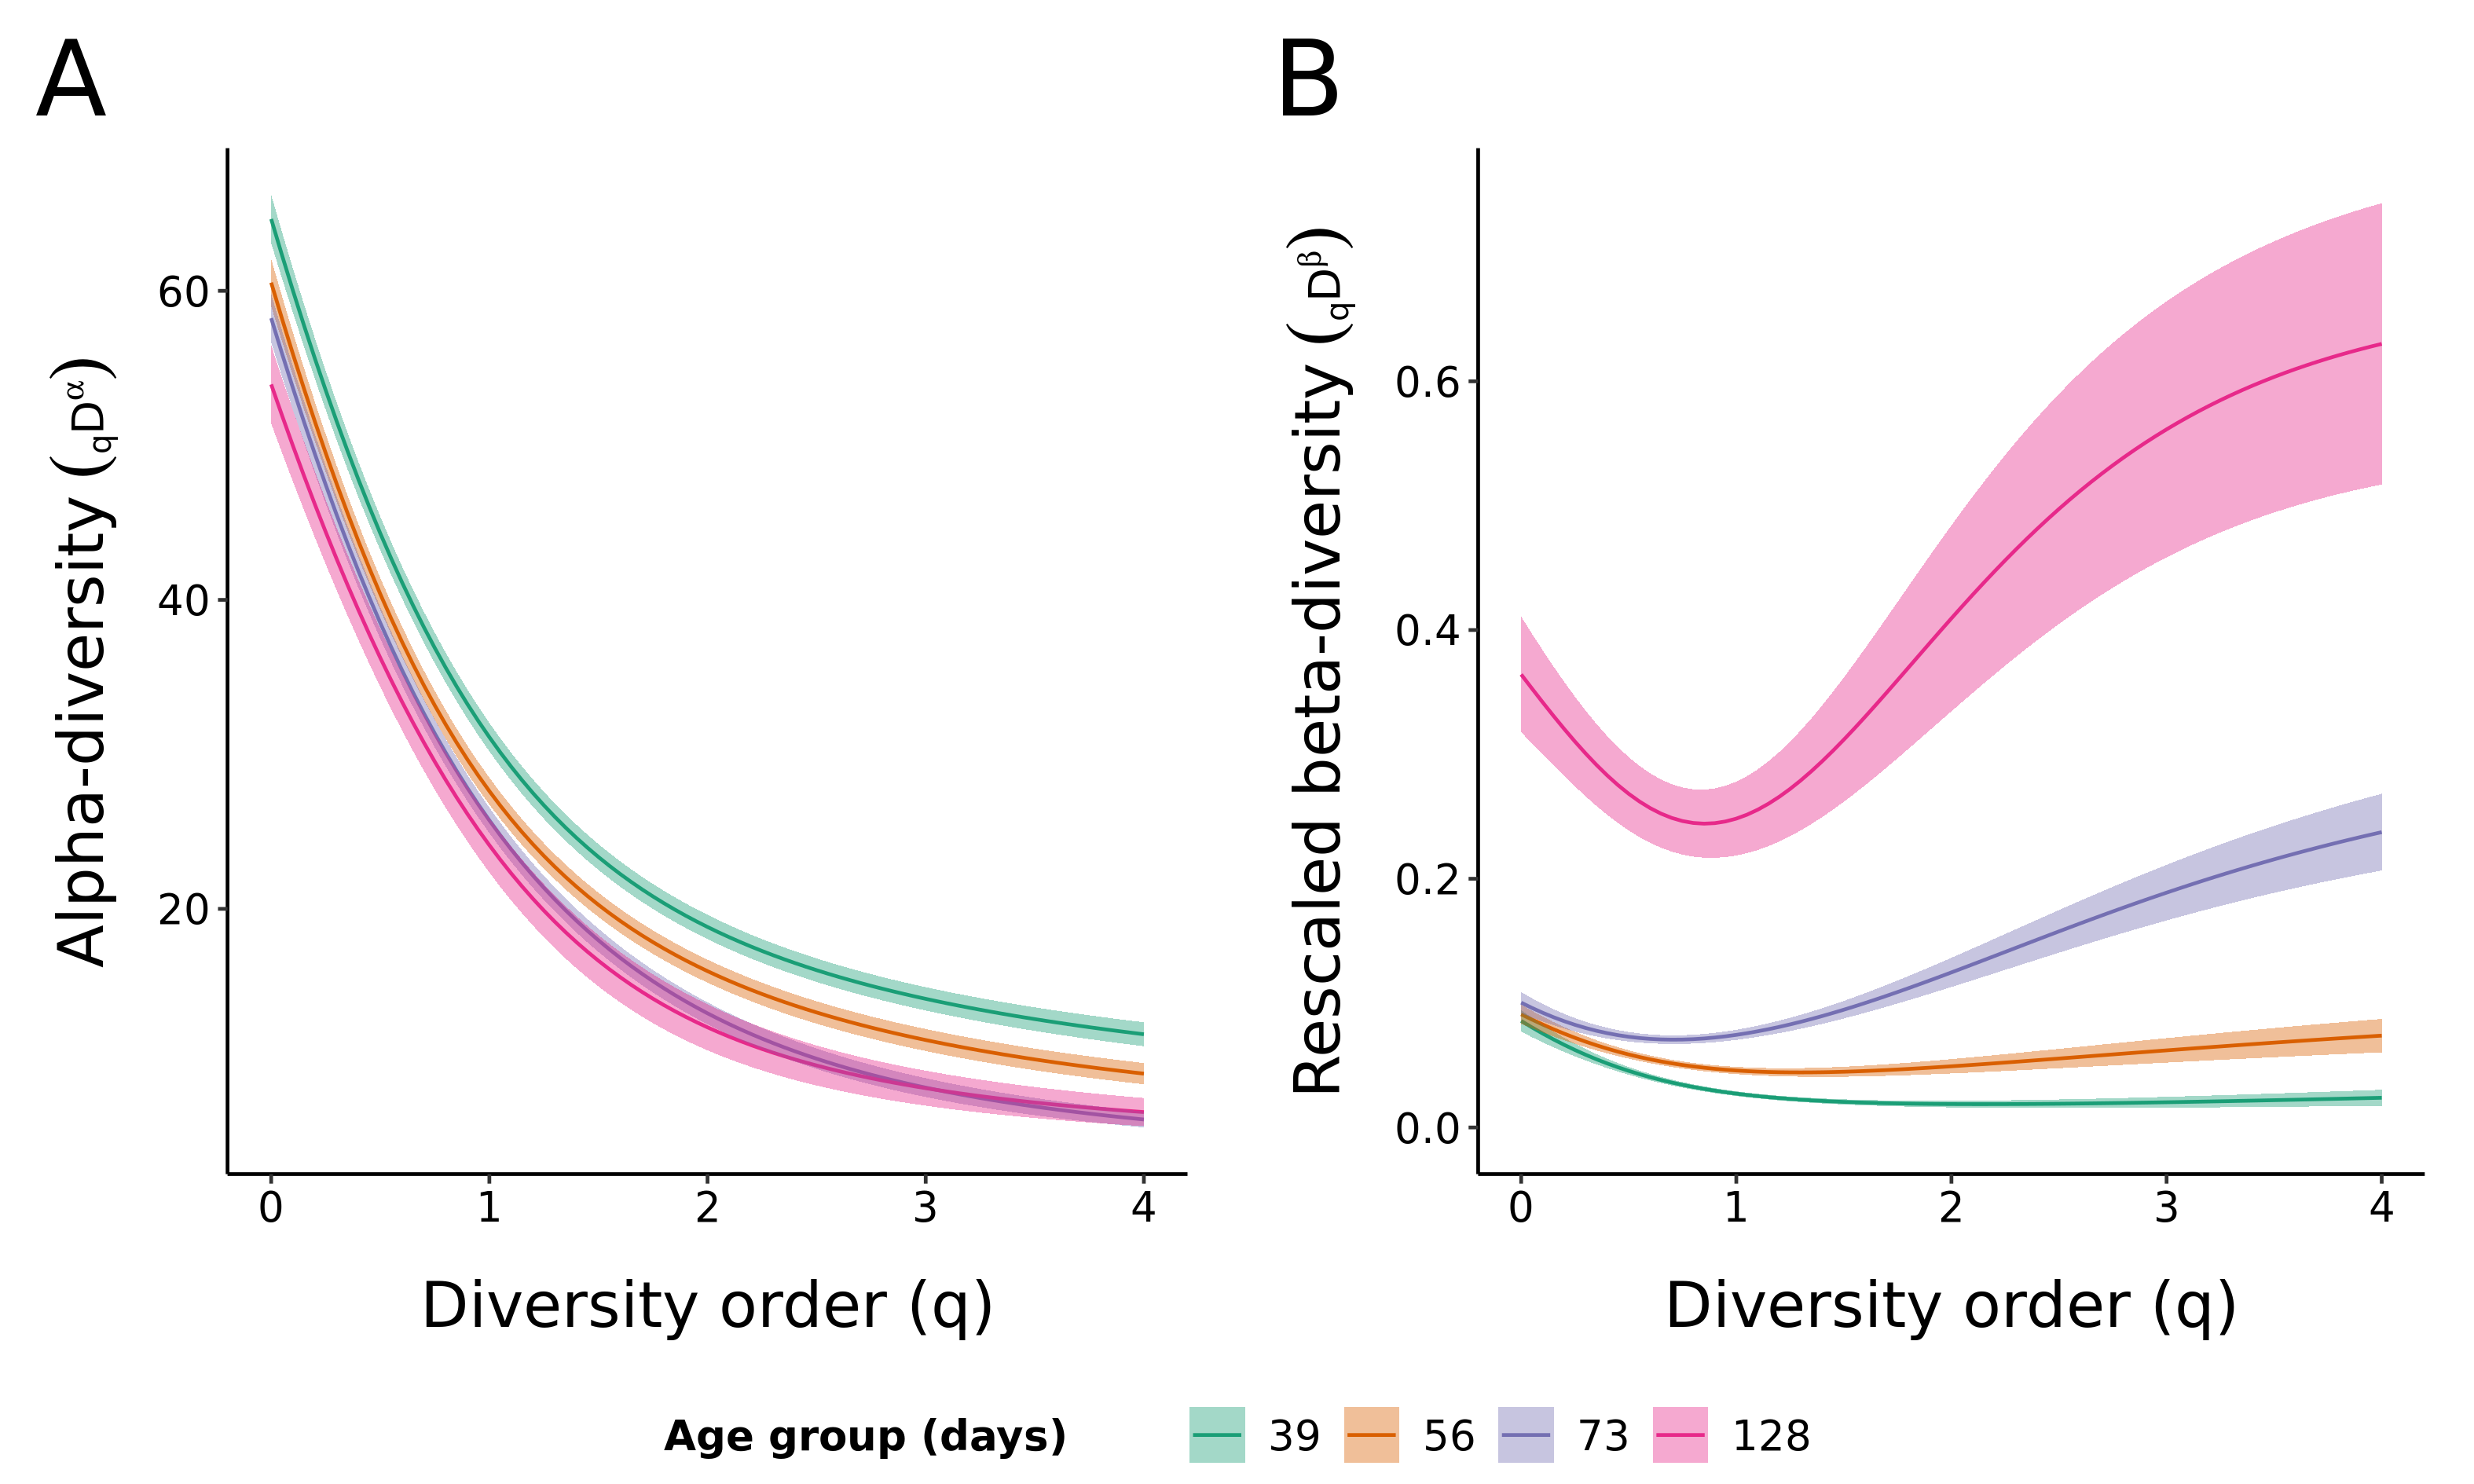 A
B
Alpha-diversity (qDα)
60
40
20
0 1 2 3 4
Diversity order (q)
Rescaled beta-diversity (qDβ)
0.6
0.4
0.2
0.0
0 1 2 3 4
Diversity order (q)
Age group (days) 39 56 73 128